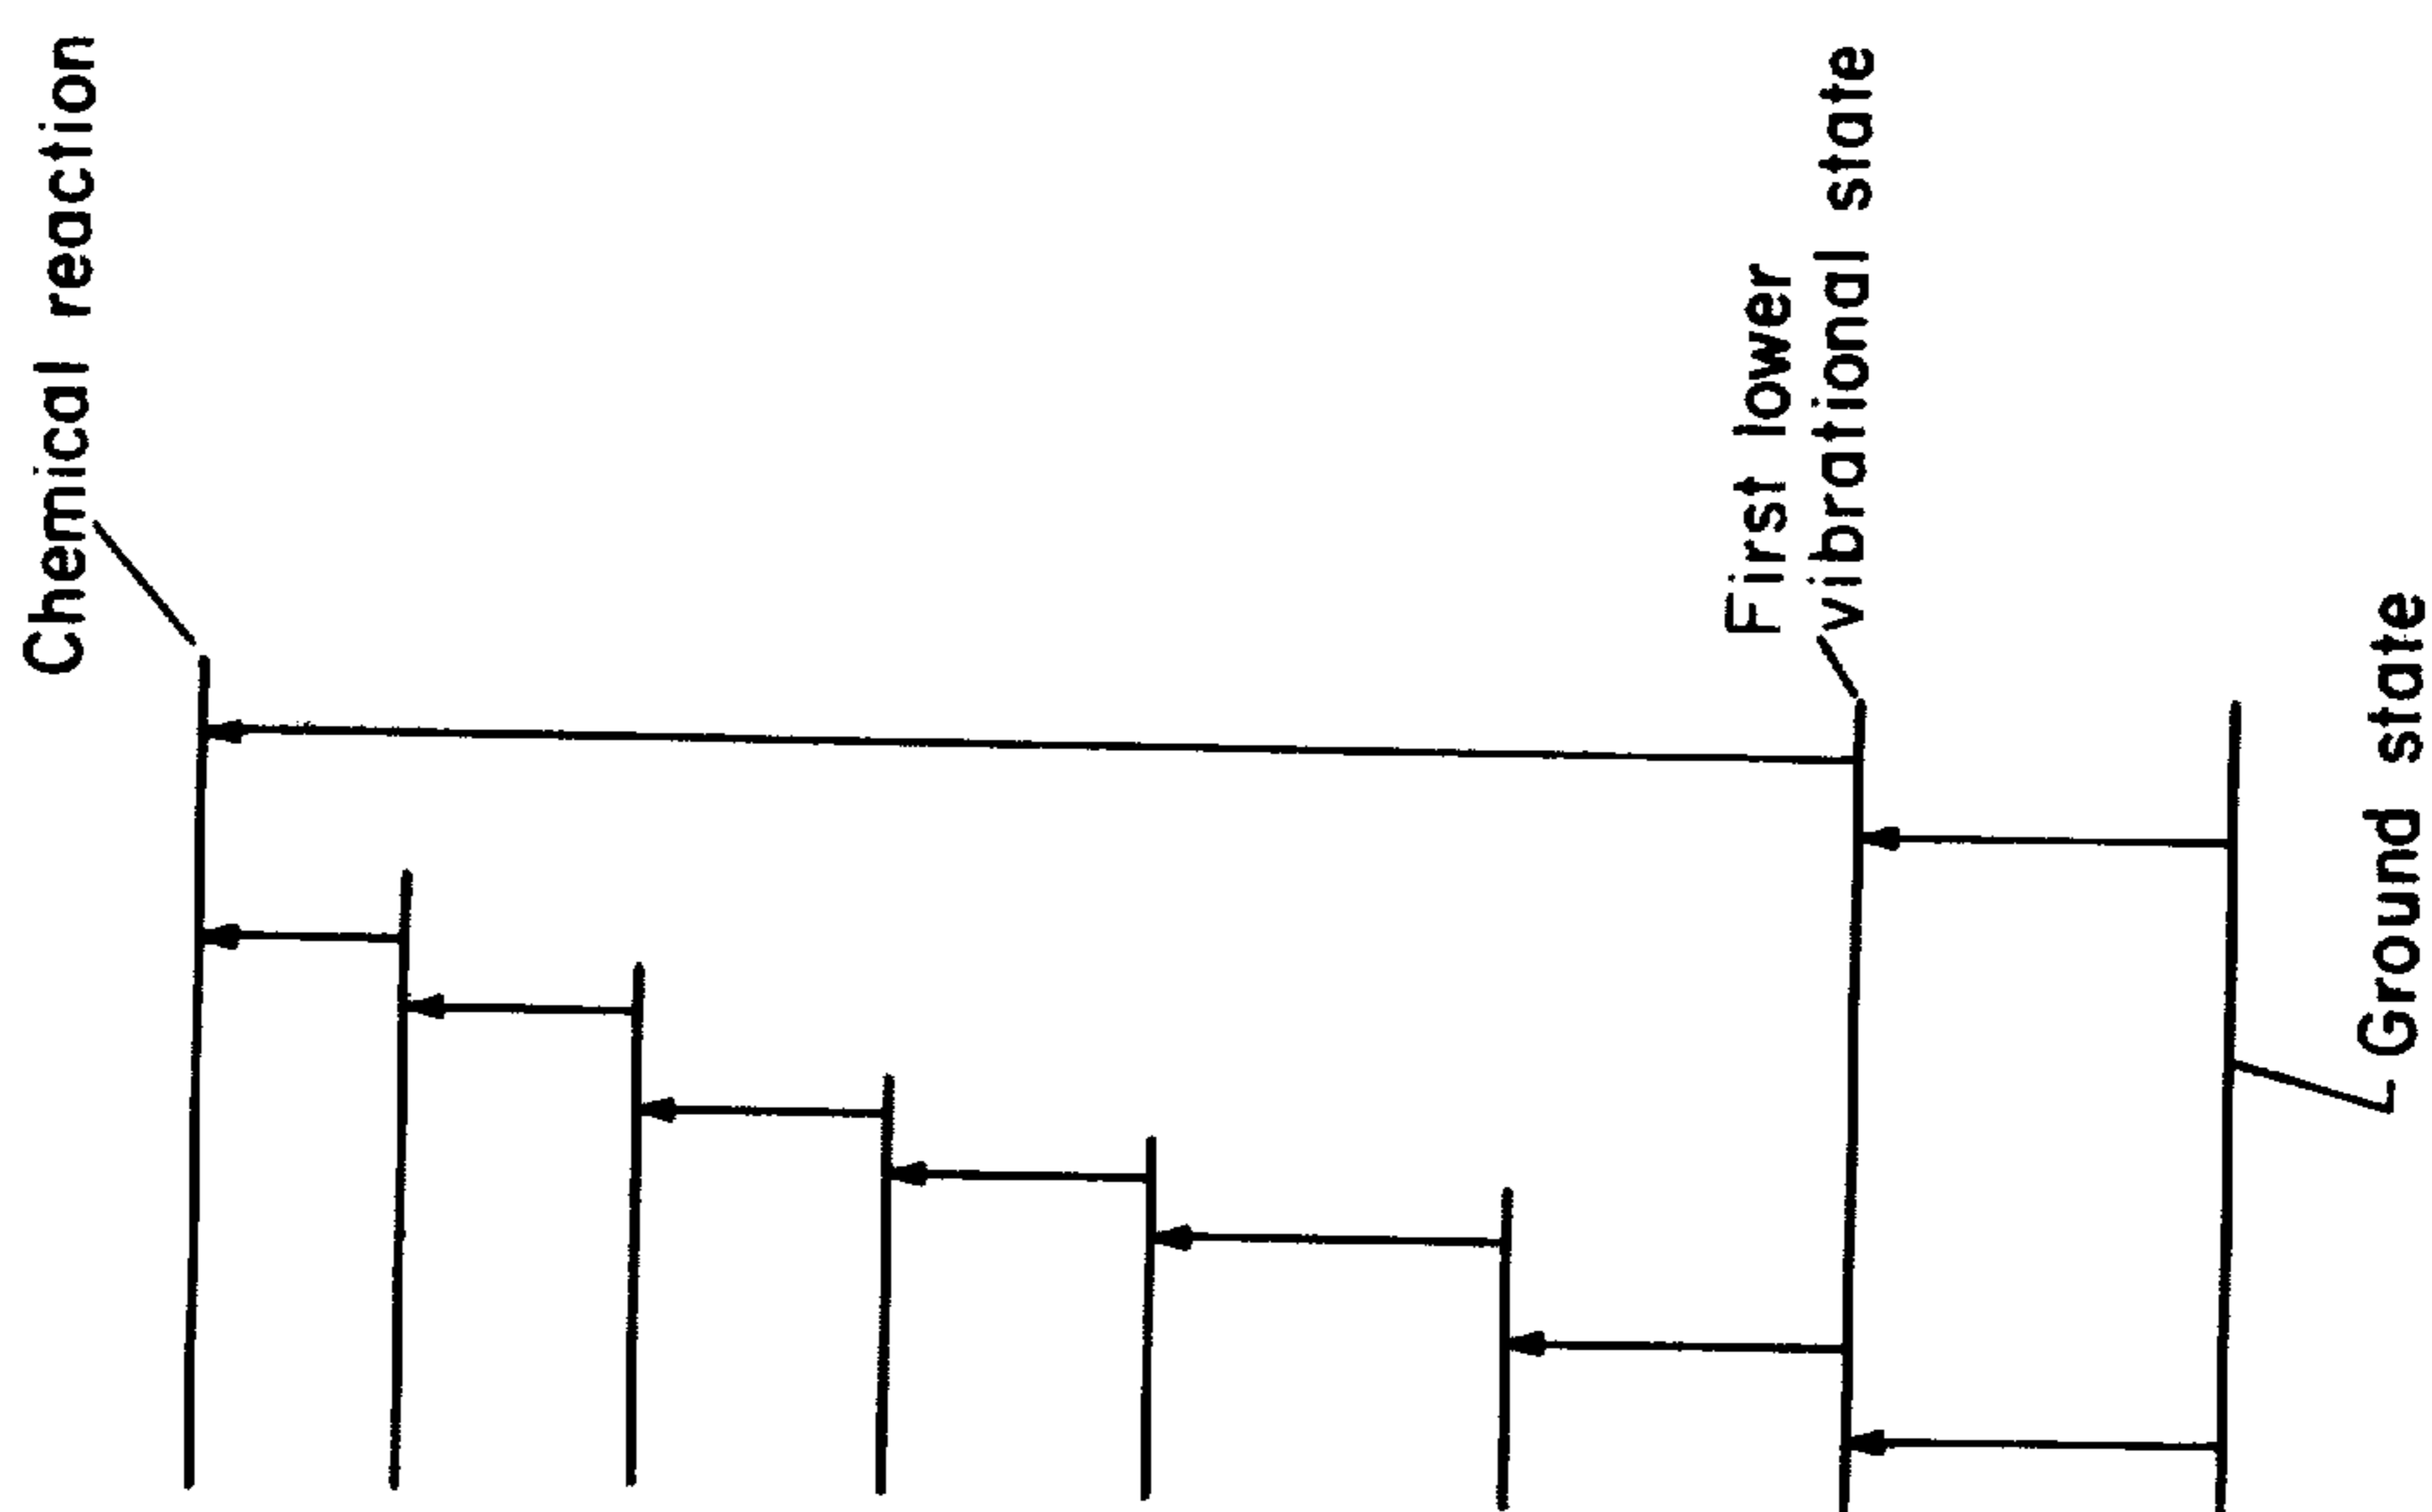 Chemical reaction
First lower
vibrational state
Ground state